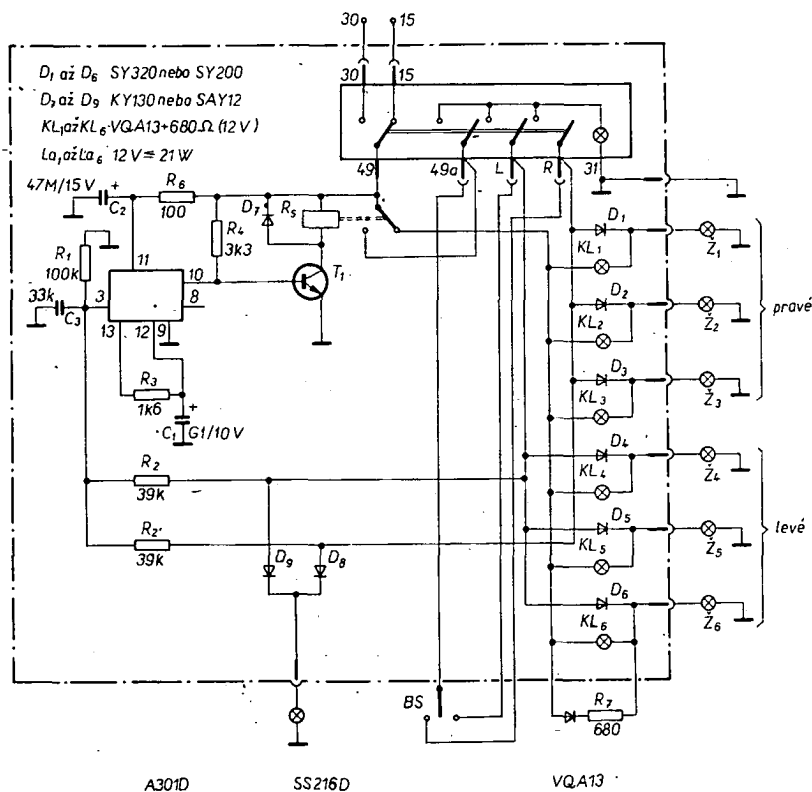 30 15
30 15
D₁ až D₆ SY320 nebo SY200
D₇ až D₉ KY130 nebo SAY12
KL₁ až KL₆ VQA13+680Ω (12 V)
La₁ až La₆ 12 V = 21 W
49 49a L R 31
47M/15 V + C₂
R₆
100
D₇
R₅
R₄
3k3
R₁
100k
11
10
8
T₁
33k
C₃
3
13 12 9
R₃
1k6
+
C₁ G1/10 V
R₂
39k
R₂'
39k
D₉ D₈
D₁
KL₁
Ž₁
D₂
KL₂
Ž₂
pravé
D₃
KL₃
Ž₃
D₄
KL₄
Ž₄
D₅
KL₅
Ž₅
levé
D₆
KL₆
Ž₆
BS
R₇
680
A301D SS216D VQA13